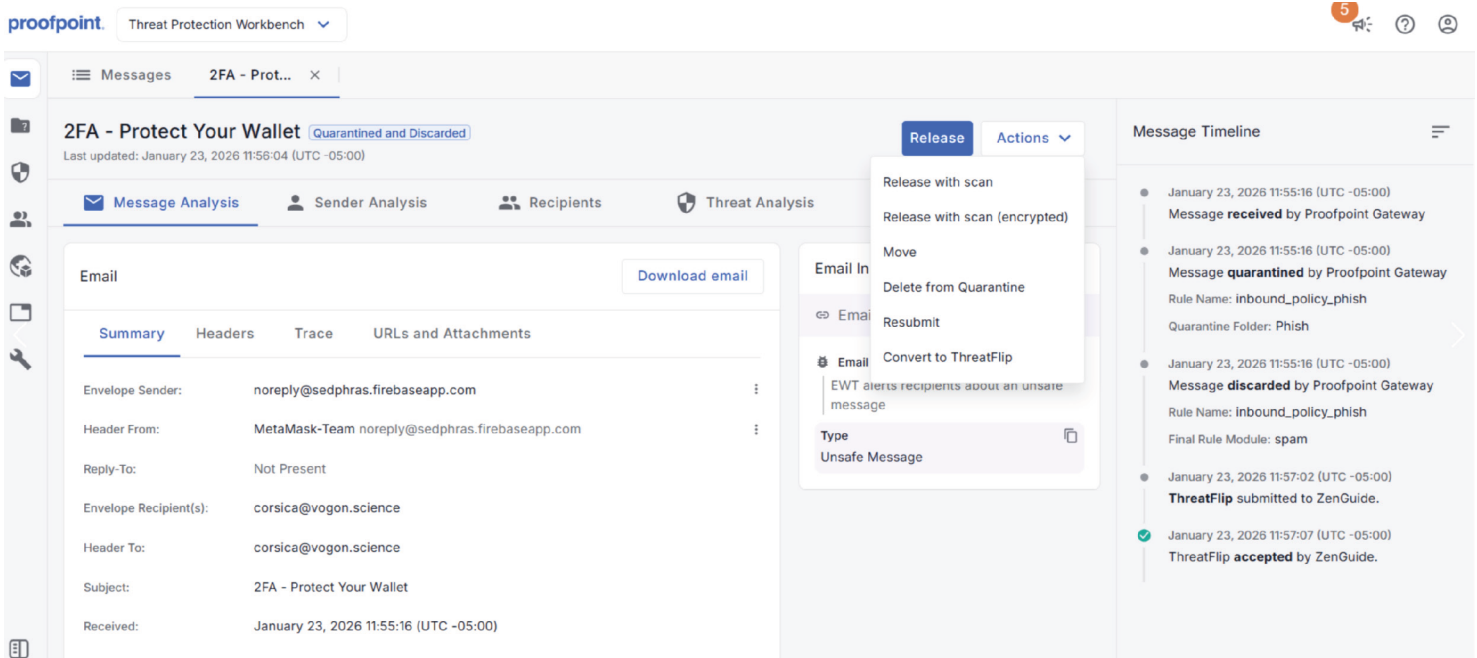 proofpoint.
Threat Protection Workbench
5
Messages
2FA - Prot...
2FA - Protect Your Wallet
Quarantined and Discarded
Last updated: January 23, 2026 11:56:04 (UTC -05:00)
Release
Actions
Release with scan
Release with scan (encrypted)
Move
Delete from Quarantine
Resubmit
Convert to ThreatFlip
Message Analysis
Sender Analysis
Recipients
Threat Analysis
Email
Download email
Summary
Headers
Trace
URLs and Attachments
Envelope Sender:
noreply@sedphras.firebaseapp.com
Header From:
MetaMask-Team noreply@sedphras.firebaseapp.com
Reply-To:
Not Present
Envelope Recipient(s):
corsica@vogon.science
Header To:
corsica@vogon.science
Subject:
2FA - Protect Your Wallet
Received:
January 23, 2026 11:55:16 (UTC -05:00)
Email In
Emai
Email
EWT alerts recipients about an unsafe
message
Type
Unsafe Message
Message Timeline
January 23, 2026 11:55:16 (UTC -05:00)
Message received by Proofpoint Gateway
January 23, 2026 11:55:16 (UTC -05:00)
Message quarantined by Proofpoint Gateway
Rule Name: inbound_policy_phish
Quarantine Folder: Phish
January 23, 2026 11:55:16 (UTC -05:00)
Message discarded by Proofpoint Gateway
Rule Name: inbound_policy_phish
Final Rule Module: spam
January 23, 2026 11:57:02 (UTC -05:00)
ThreatFlip submitted to ZenGuide.
January 23, 2026 11:57:07 (UTC -05:00)
ThreatFlip accepted by ZenGuide.